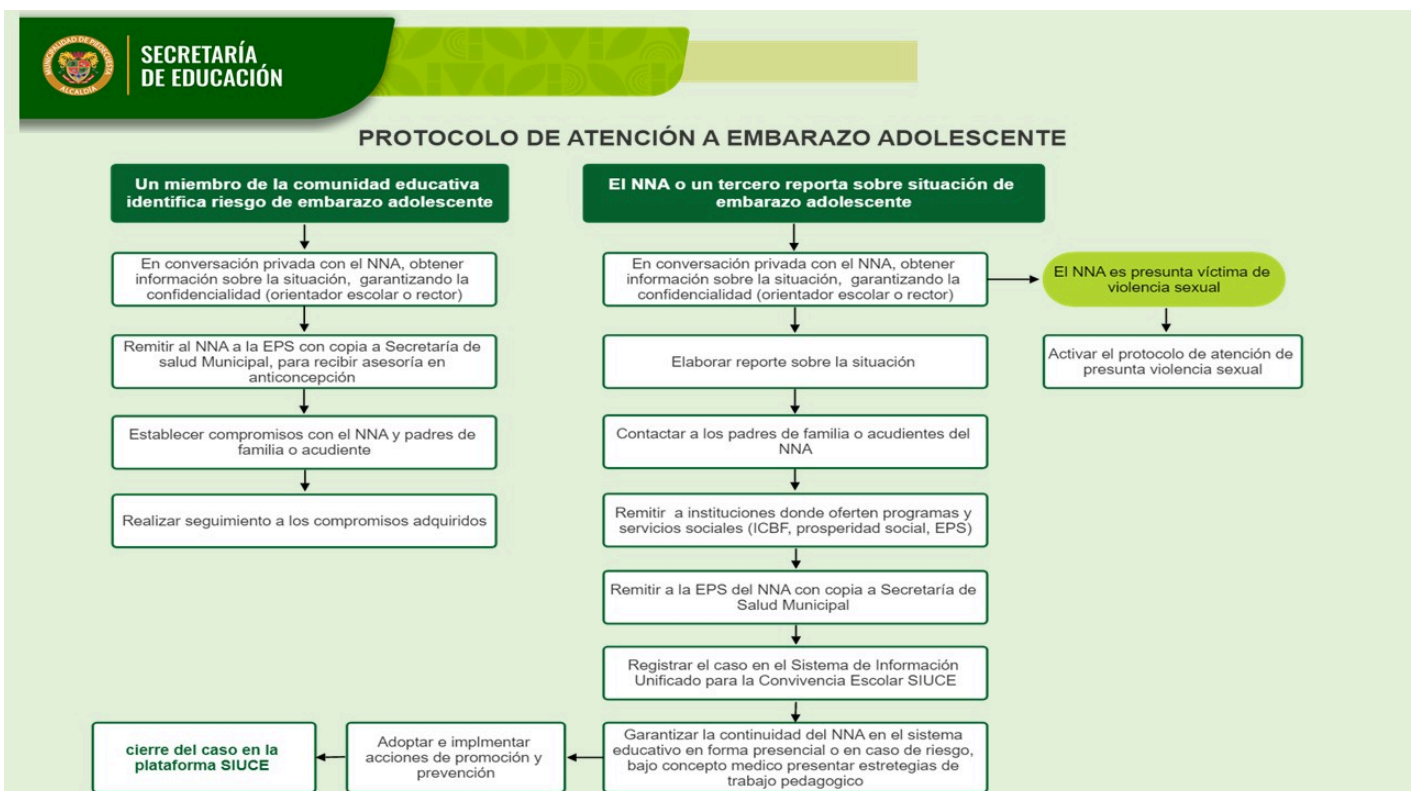 MUNICIPALIDAD DE PIEDECUESTA
ALCALDÍA
SECRETARÍA
DE EDUCACIÓN
PROTOCOLO DE ATENCIÓN A EMBARAZO ADOLESCENTE
Un miembro de la comunidad educativa
identifica riesgo de embarazo adolescente
En conversación privada con el NNA, obtener
información sobre la situación, garantizando la
confidencialidad (orientador escolar o rector)
Remitir al NNA a la EPS con copia a Secretaría de
salud Municipal, para recibir asesoría en
anticoncepción
Establecer compromisos con el NNA y padres de
familia o acudiente
Realizar seguimiento a los compromisos adquiridos
El NNA o un tercero reporta sobre situación de
embarazo adolescente
En conversación privada con el NNA, obtener
información sobre la situación, garantizando la
confidencialidad (orientador escolar o rector)
El NNA es presunta víctima de
violencia sexual
Activar el protocolo de atención de
presunta violencia sexual
Elaborar reporte sobre la situación
Contactar a los padres de familia o acudientes del
NNA
Remitir a instituciones donde oferten programas y
servicios sociales (ICBF, prosperidad social, EPS)
Remitir a la EPS del NNA con copia a Secretaría de
Salud Municipal
Registrar el caso en el Sistema de Información
Unificado para la Convivencia Escolar SIUCE
Garantizar la continuidad del NNA en el sistema
educativo en forma presencial o en caso de riesgo,
bajo concepto medico presentar estretegias de
trabajo pedagogico
Adoptar e implmentar
acciones de promoción y
prevención
cierre del caso en la
plataforma SIUCE